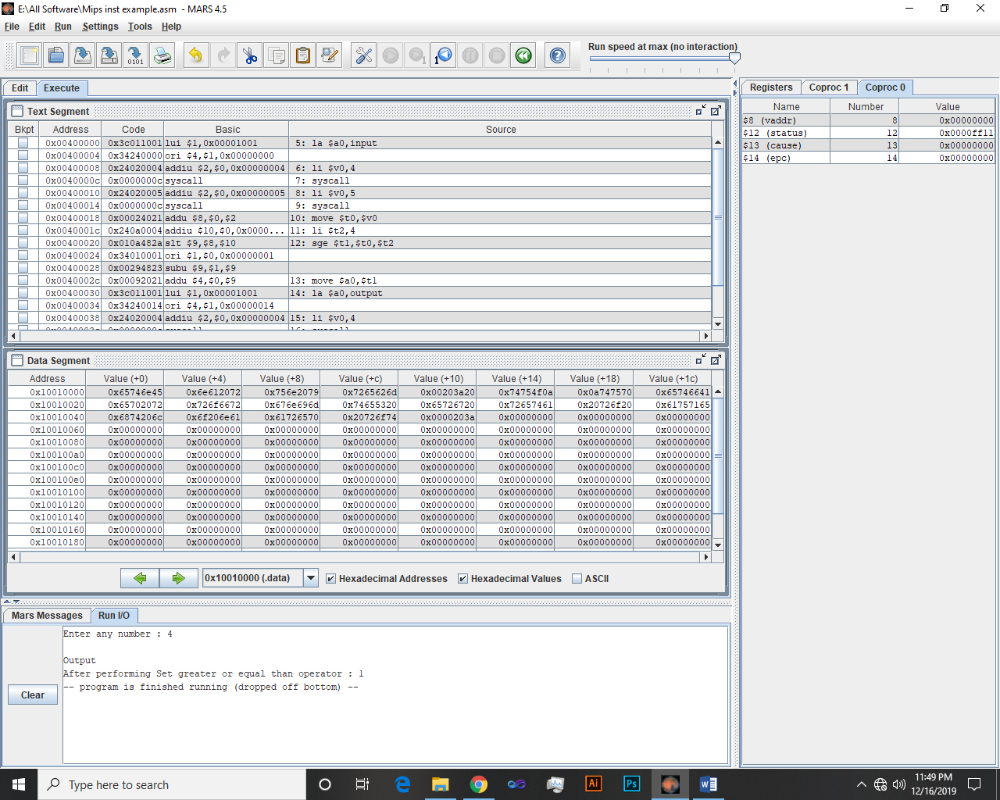 E:\All Software\Mips inst example.asm - MARS 4.5
File Edit Run Settings Tools Help
Run speed at max (no interaction)
Edit Execute
Text Segment
Bkpt Address Code Basic Source
0x00400000 0x3c011001 lui $1,0x00001001 5: la $a0,input
0x00400004 0x34240000 ori $4,$1,0x00000000
0x00400008 0x24020004 addiu $2,$0,0x00000004 6: li $v0,4
0x0040000c 0x0000000c syscall 7: syscall
0x00400010 0x24020005 addiu $2,$0,0x00000005 8: li $v0,5
0x00400014 0x0000000c syscall 9: syscall
0x00400018 0x00024021 addu $8,$0,$2 10: move $t0,$v0
0x0040001c 0x240a0004 addiu $10,$0,0x0000... 11: li $t2,4
0x00400020 0x010a482a slt $9,$8,$10 12: sge $t1,$t0,$t2
0x00400024 0x34010001 ori $1,$0,0x00000001
0x00400028 0x00294823 subu $9,$1,$9
0x0040002c 0x00092021 addu $4,$0,$9 13: move $a0,$t1
0x00400030 0x3c011001 lui $1,0x00001001 14: la $a0,output
0x00400034 0x34240014 ori $4,$1,0x00000014
0x00400038 0x24020004 addiu $2,$0,0x00000004 15: li $v0,4
Data Segment
Address Value (+0) Value (+4) Value (+8) Value (+c) Value (+10) Value (+14) Value (+18) Value (+1c)
0x10010000 0x65746e45 0x6e612072 0x756e2079 0x7265626d 0x00203a20 0x74754f0a 0x0a747570 0x65746641
0x10010020 0x65702072 0x726f6672 0x676e696d 0x74655320 0x65726720 0x72657461 0x20726f20 0x61757165
0x10010040 0x6874206c 0x6f206e61 0x61726570 0x20726f74 0x0000203a 0x00000000 0x00000000 0x00000000
0x10010060 0x00000000 0x00000000 0x00000000 0x00000000 0x00000000 0x00000000 0x00000000 0x00000000
0x10010080 0x00000000 0x00000000 0x00000000 0x00000000 0x00000000 0x00000000 0x00000000 0x00000000
0x100100a0 0x00000000 0x00000000 0x00000000 0x00000000 0x00000000 0x00000000 0x00000000 0x00000000
0x100100c0 0x00000000 0x00000000 0x00000000 0x00000000 0x00000000 0x00000000 0x00000000 0x00000000
0x100100e0 0x00000000 0x00000000 0x00000000 0x00000000 0x00000000 0x00000000 0x00000000 0x00000000
0x10010100 0x00000000 0x00000000 0x00000000 0x00000000 0x00000000 0x00000000 0x00000000 0x00000000
0x10010120 0x00000000 0x00000000 0x00000000 0x00000000 0x00000000 0x00000000 0x00000000 0x00000000
0x10010140 0x00000000 0x00000000 0x00000000 0x00000000 0x00000000 0x00000000 0x00000000 0x00000000
0x10010160 0x00000000 0x00000000 0x00000000 0x00000000 0x00000000 0x00000000 0x00000000 0x00000000
0x10010180 0x00000000 0x00000000 0x00000000 0x00000000 0x00000000 0x00000000 0x00000000 0x00000000
0x10010000 (.data) Hexadecimal Addresses Hexadecimal Values ASCII
Mars Messages Run I/O
Clear
Enter any number : 4
Output
After performing Set greater or equal than operator : 1
-- program is finished running (dropped off bottom) --
Registers Coproc 1 Coproc 0
Name Number Value
$8 (vaddr) 8 0x00000000
$12 (status) 12 0x0000ff11
$13 (cause) 13 0x00000000
$14 (epc) 14 0x00000000
Type here to search
Ai
Ps
11:49 PM
12/16/2019